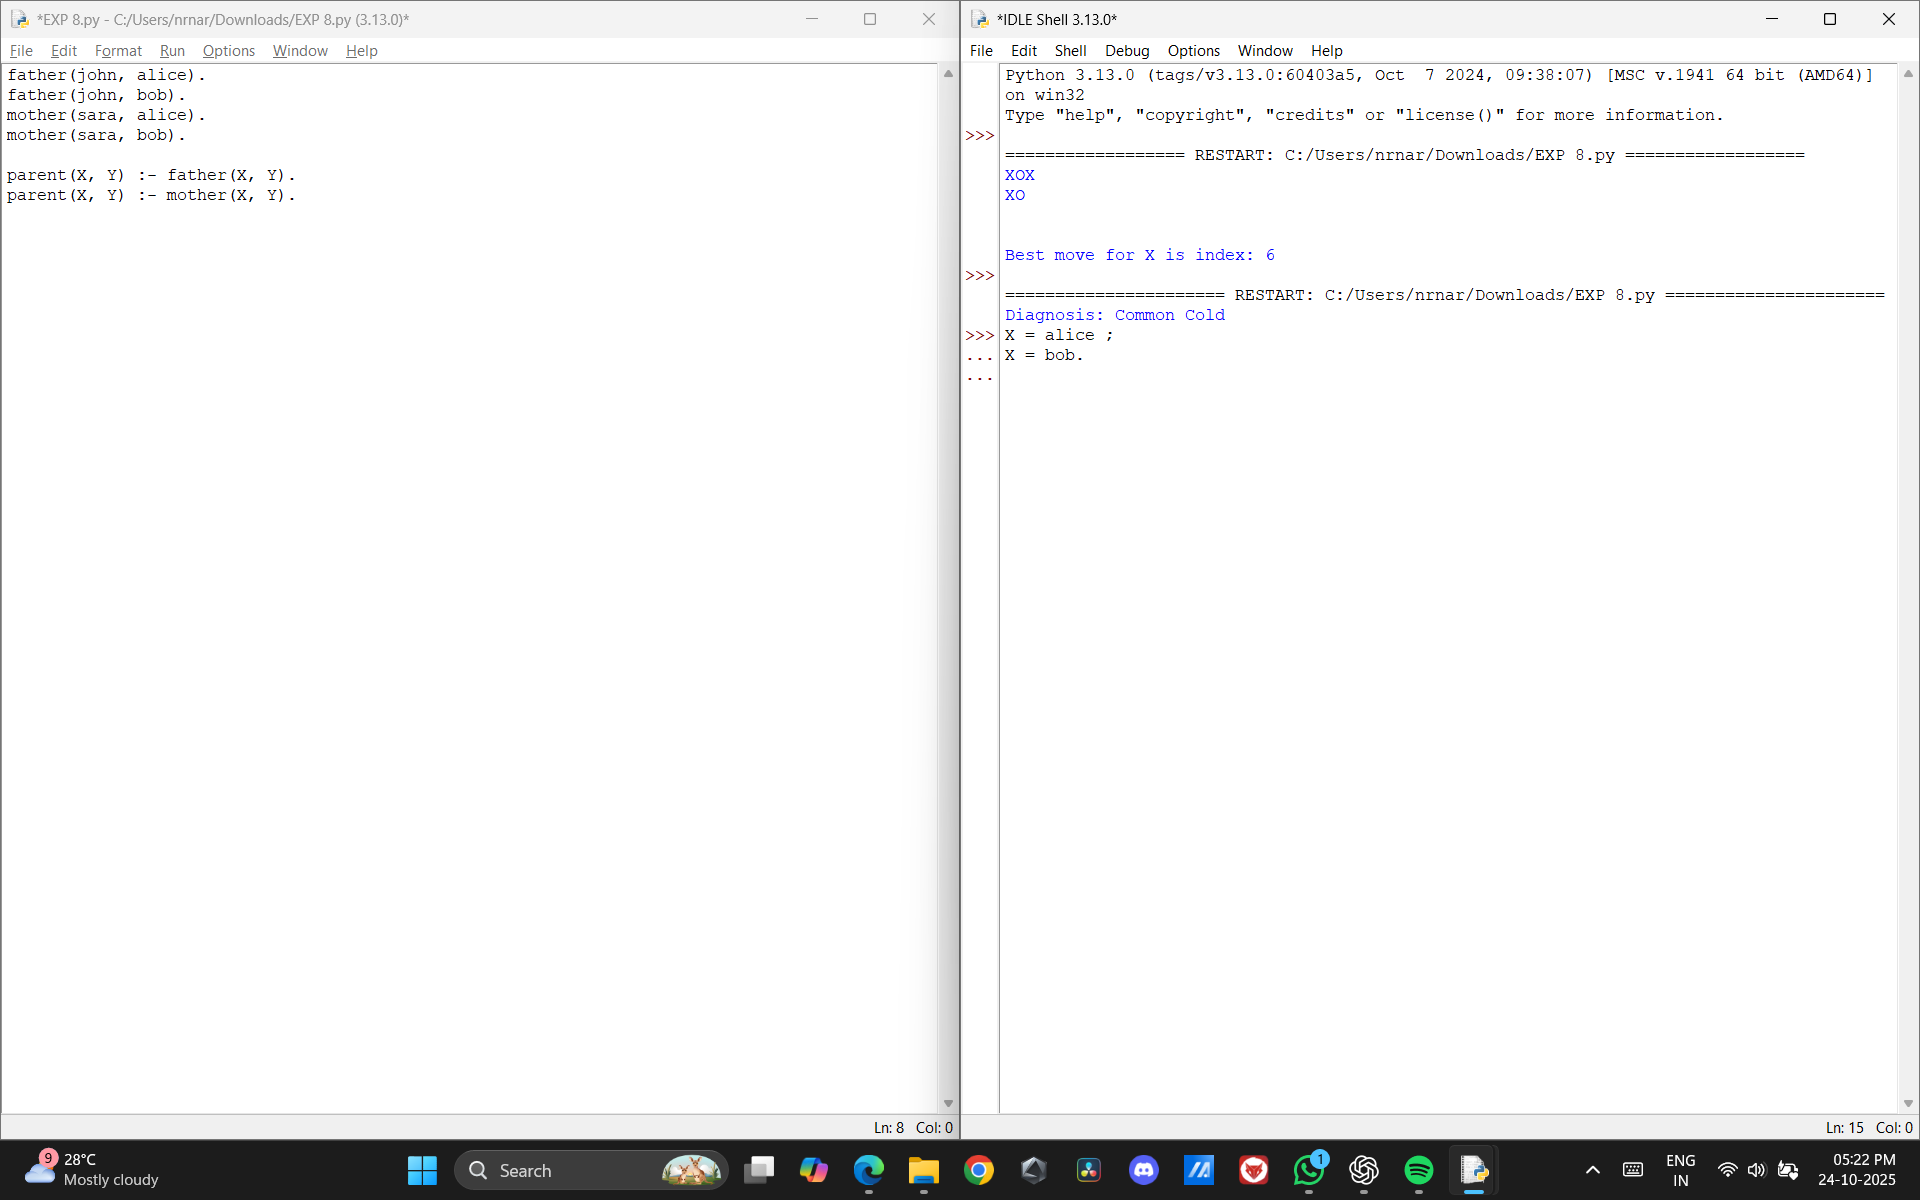 *EXP 8.py - C:/Users/nrnar/Downloads/EXP 8.py (3.13.0)*
File Edit Format Run Options Window Help
father(john, alice).
father(john, bob).
mother(sara, alice).
mother(sara, bob).
parent(X, Y) :- father(X, Y).
parent(X, Y) :- mother(X, Y).
Ln: 8 Col: 0
*IDLE Shell 3.13.0*
File Edit Shell Debug Options Window Help
Python 3.13.0 (tags/v3.13.0:60403a5, Oct  7 2024, 09:38:07) [MSC v.1941 64 bit (AMD64)]
on win32
Type "help", "copyright", "credits" or "license()" for more information.
>>>
================== RESTART: C:/Users/nrnar/Downloads/EXP 8.py ==================
XOX
XO
Best move for X is index: 6
>>>
====================== RESTART: C:/Users/nrnar/Downloads/EXP 8.py ======================
Diagnosis: Common Cold
>>> X = alice ;
... X = bob.
...
Ln: 15 Col: 0
9
28°C
Mostly cloudy
Search
1
ENG
IN
05:22 PM
24-10-2025